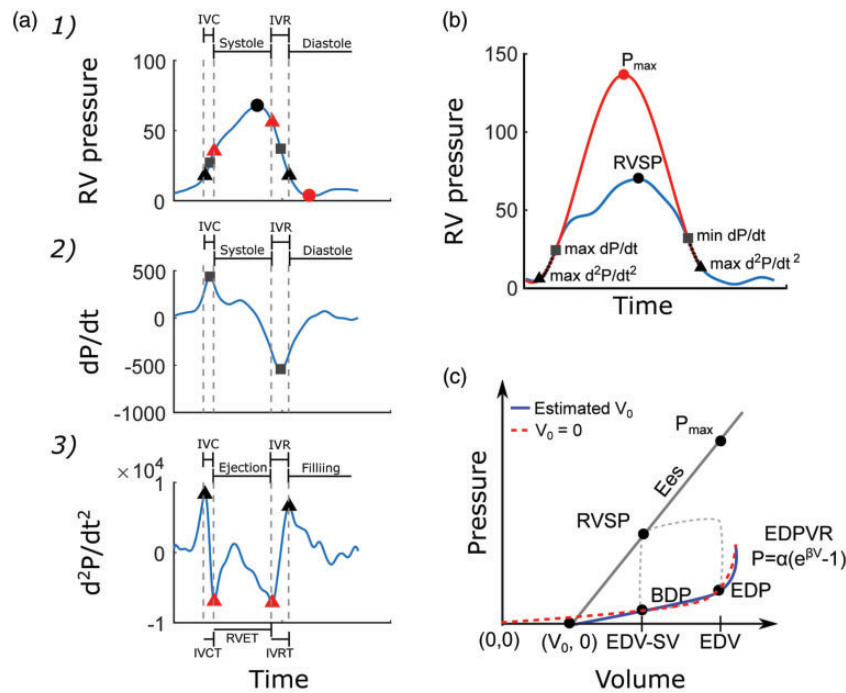 (a)
1)
IVC
IVR
Systole
Diastole
100
50
0
RV pressure
2)
IVC
IVR
Systole
Diastole
500
0
-500
-1000
dP/dt
3)
IVC
IVR
× 10⁴
Ejection
Filliing
1
0
-1
d²P/dt²
RVET
IVCT
IVRT
Time
(b)
150
100
50
0
RV pressure
Pmax
RVSP
max dP/dt
min dP/dt
max d²P/dt²
max d²P/dt²
Time
(c)
Estimated V₀
V₀ = 0
Pmax
Ees
RVSP
EDPVR
P=α(e^βV-1)
BDP
EDP
Pressure
(0,0)
(V₀, 0)
EDV-SV
EDV
Volume